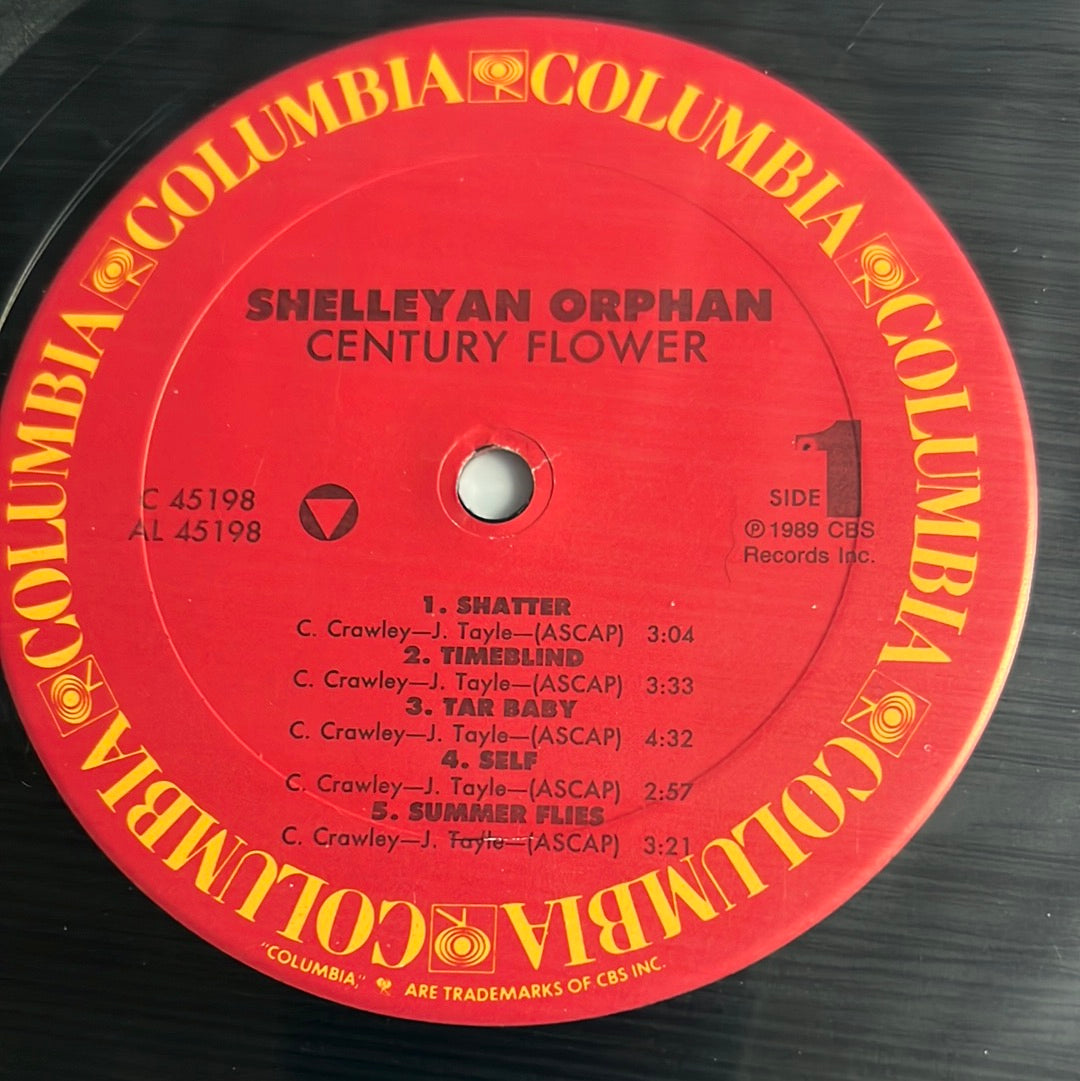 COLUMBIA COLUMBIA COLUMBIA COLUMBIA COLUMBIA COLUMBIA
SHELLEYAN ORPHAN
CENTURY FLOWER
C 45198
AL 45198
SIDE 1
℗ 1989 CBS
Records Inc.
1. SHATTER
C. Crawley—J. Tayle—(ASCAP) 3:04
2. TIMEBLIND
C. Crawley—J. Tayle—(ASCAP) 3:33
3. TAR BABY
C. Crawley—J. Tayle—(ASCAP) 4:32
4. SELF
C. Crawley—J. Tayle—(ASCAP) 2:57
5. SUMMER FLIES
C. Crawley—J. Tayle—(ASCAP) 3:21
"COLUMBIA," ARE TRADEMARKS OF CBS INC.